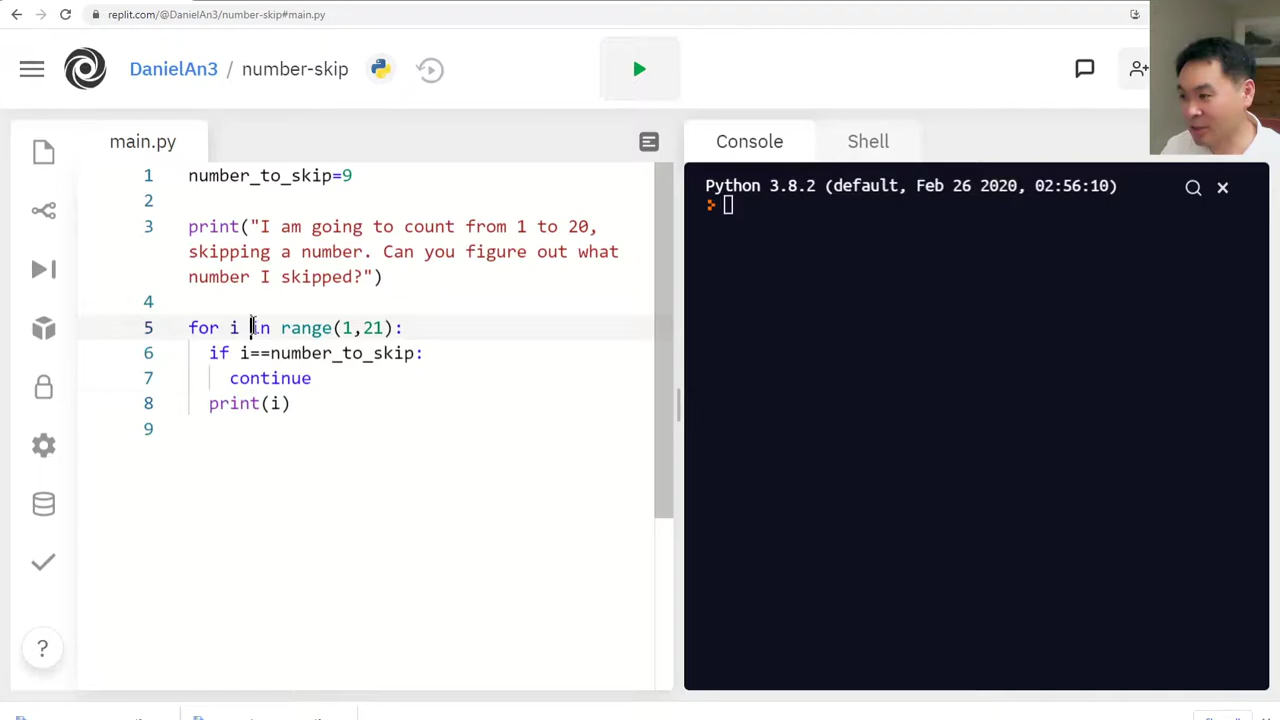 replit.com/@DanielAn3/number-skip#main.py
DanielAn3 / number-skip
main.py
Console
Shell
1 number_to_skip=9
2
3 print("I am going to count from 1 to 20,
skipping a number. Can you figure out what
number I skipped?")
4
5 for i in range(1,21):
6 if i==number_to_skip:
7 continue
8 print(i)
9
Python 3.8.2 (default, Feb 26 2020, 02:56:10)
?